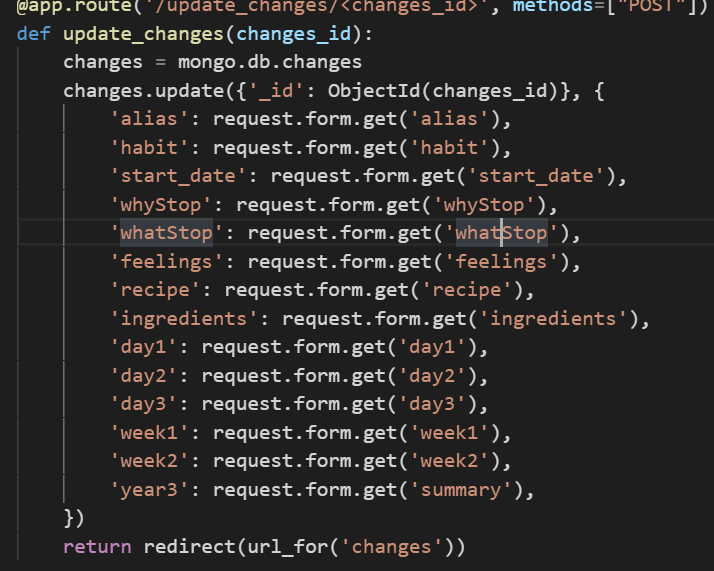 @app.route('/update_changes/<changes_id>', methods=["POST"])
def update_changes(changes_id):
    changes = mongo.db.changes
    changes.update({'_id': ObjectId(changes_id)}, {
        'alias': request.form.get('alias'),
        'habit': request.form.get('habit'),
        'start_date': request.form.get('start_date'),
        'whyStop': request.form.get('whyStop'),
        'whatStop': request.form.get('whatStop'),
        'feelings': request.form.get('feelings'),
        'recipe': request.form.get('recipe'),
        'ingredients': request.form.get('ingredients'),
        'day1': request.form.get('day1'),
        'day2': request.form.get('day2'),
        'day3': request.form.get('day3'),
        'week1': request.form.get('week1'),
        'week2': request.form.get('week2'),
        'year3': request.form.get('summary'),
    })
    return redirect(url_for('changes'))